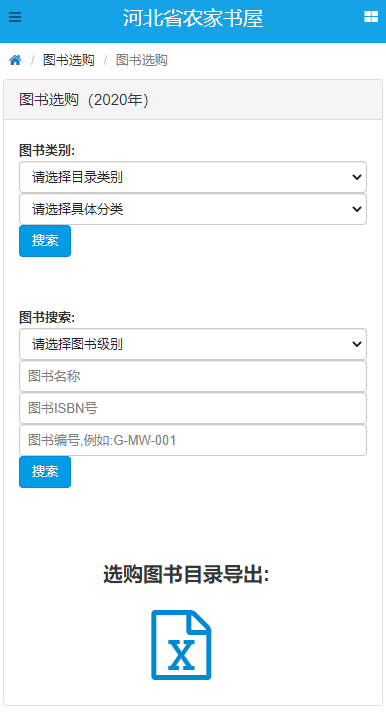 河北省农家书屋
/ 图书选购 / 图书选购
图书选购（2020年）
图书类别:
请选择目录类别
请选择具体分类
搜索
图书搜索:
请选择图书级别
图书名称
图书ISBN号
图书编号,例如:G-MW-001
搜索
选购图书目录导出:
X